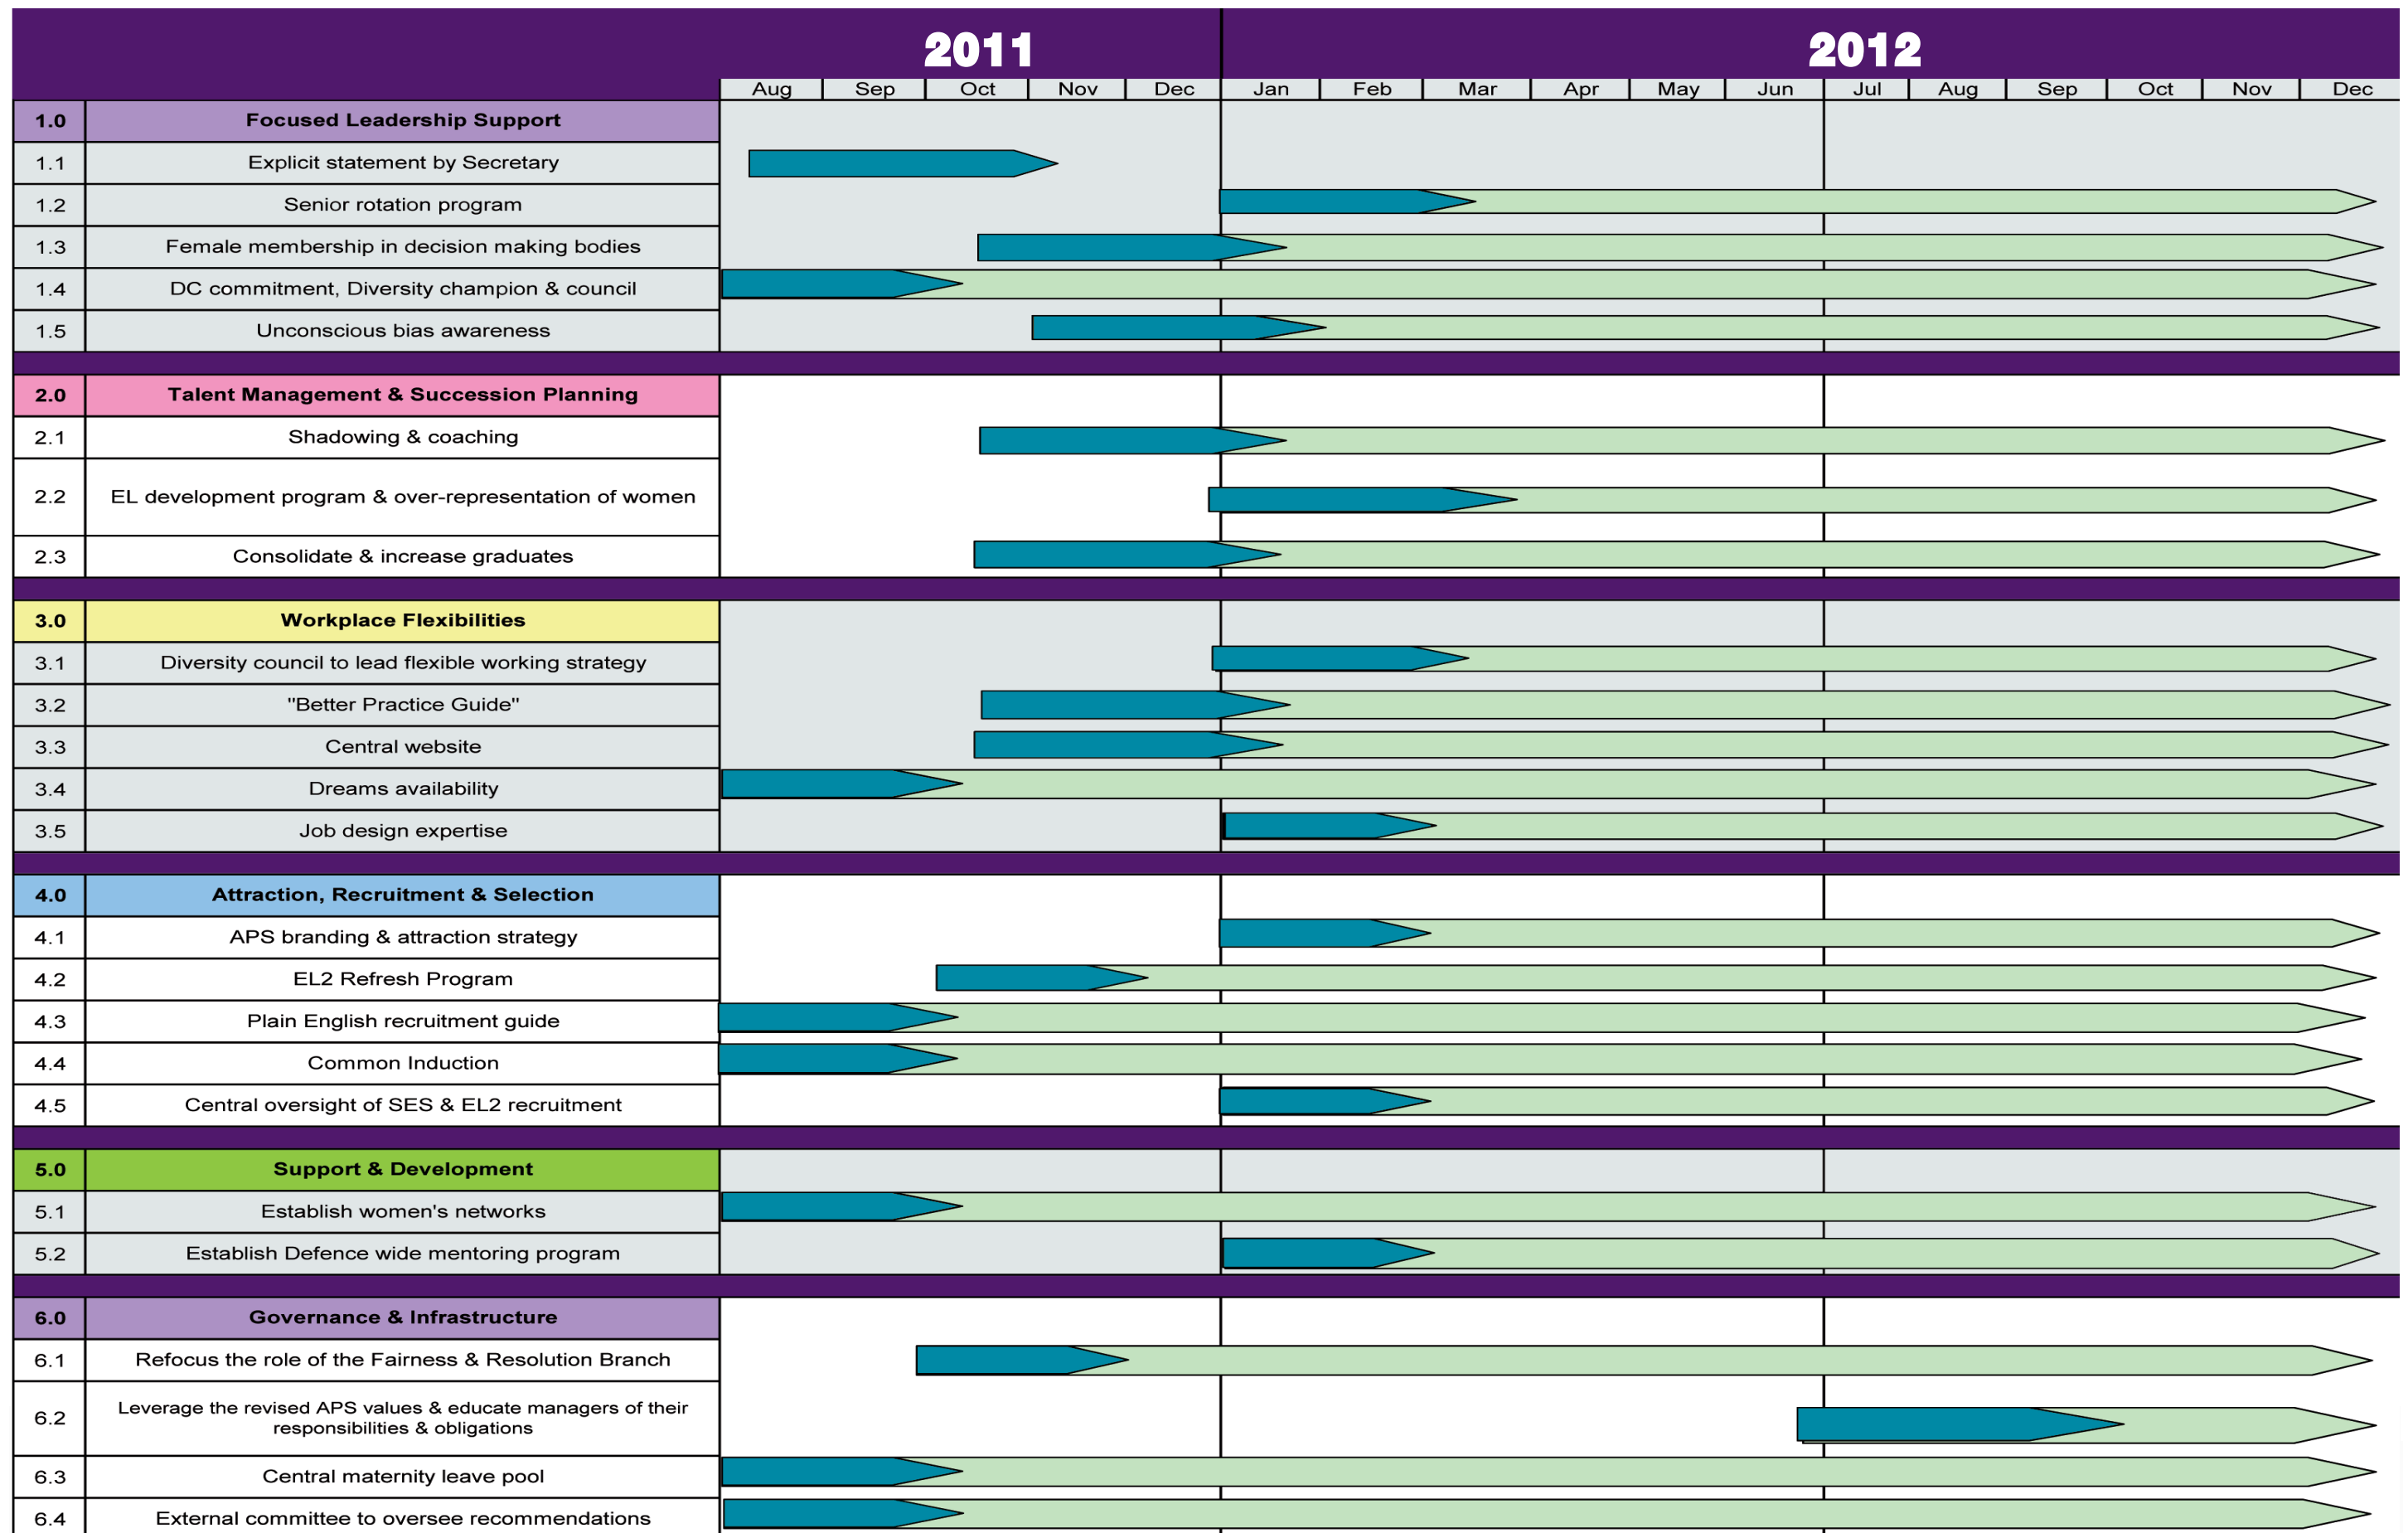 2011 2012
Aug Sep Oct Nov Dec Jan Feb Mar Apr May Jun Jul Aug Sep Oct Nov Dec
1.0 Focused Leadership Support
1.1 Explicit statement by Secretary
1.2 Senior rotation program
1.3 Female membership in decision making bodies
1.4 DC commitment, Diversity champion & council
1.5 Unconscious bias awareness
2.0 Talent Management & Succession Planning
2.1 Shadowing & coaching
2.2 EL development program & over-representation of women
2.3 Consolidate & increase graduates
3.0 Workplace Flexibilities
3.1 Diversity council to lead flexible working strategy
3.2 "Better Practice Guide"
3.3 Central website
3.4 Dreams availability
3.5 Job design expertise
4.0 Attraction, Recruitment & Selection
4.1 APS branding & attraction strategy
4.2 EL2 Refresh Program
4.3 Plain English recruitment guide
4.4 Common Induction
4.5 Central oversight of SES & EL2 recruitment
5.0 Support & Development
5.1 Establish women's networks
5.2 Establish Defence wide mentoring program
6.0 Governance & Infrastructure
6.1 Refocus the role of the Fairness & Resolution Branch
6.2 Leverage the revised APS values & educate managers of their
responsibilities & obligations
6.3 Central maternity leave pool
6.4 External committee to oversee recommendations